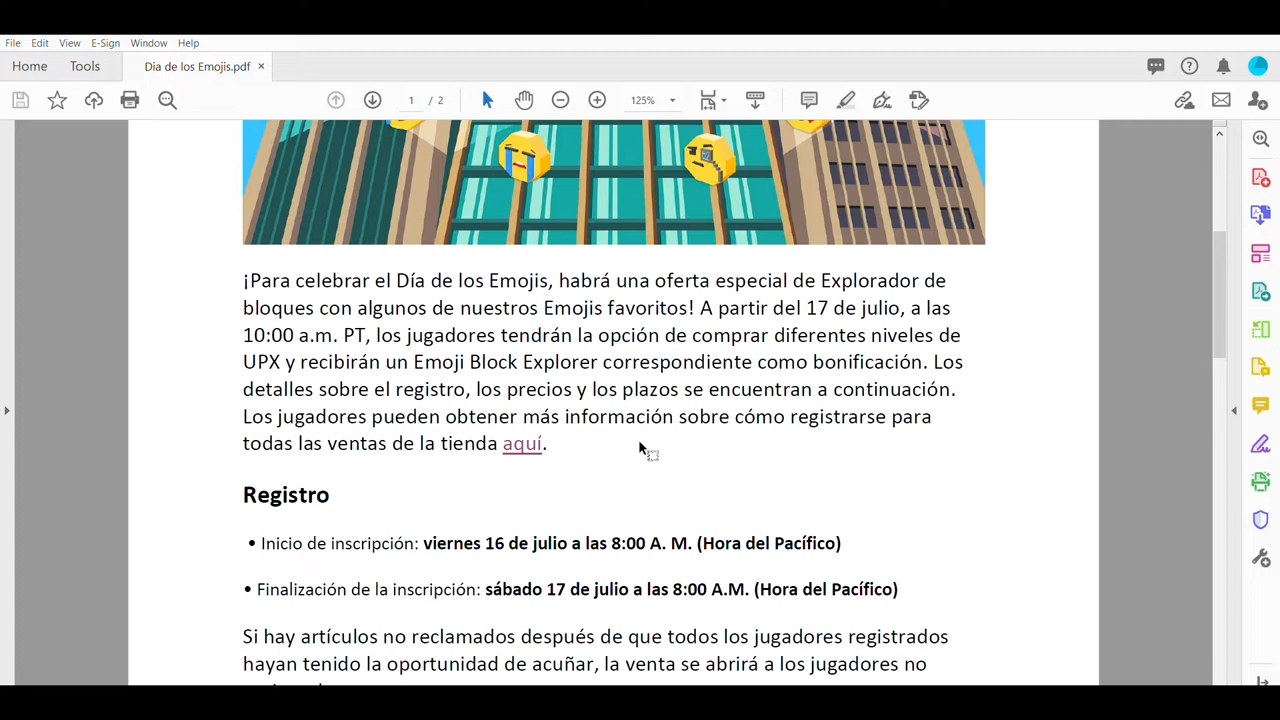 File Edit View E-Sign Window Help
Home Tools Dia de los Emojis.pdf ×
1 / 2 125%
¡Para celebrar el Día de los Emojis, habrá una oferta especial de Explorador de
bloques con algunos de nuestros Emojis favoritos! A partir del 17 de julio, a las
10:00 a.m. PT, los jugadores tendrán la opción de comprar diferentes niveles de
UPX y recibirán un Emoji Block Explorer correspondiente como bonificación. Los
detalles sobre el registro, los precios y los plazos se encuentran a continuación.
Los jugadores pueden obtener más información sobre cómo registrarse para
todas las ventas de la tienda aquí.
Registro
• Inicio de inscripción: viernes 16 de julio a las 8:00 A. M. (Hora del Pacífico)
• Finalización de la inscripción: sábado 17 de julio a las 8:00 A.M. (Hora del Pacífico)
Si hay artículos no reclamados después de que todos los jugadores registrados
hayan tenido la oportunidad de acuñar, la venta se abrirá a los jugadores no